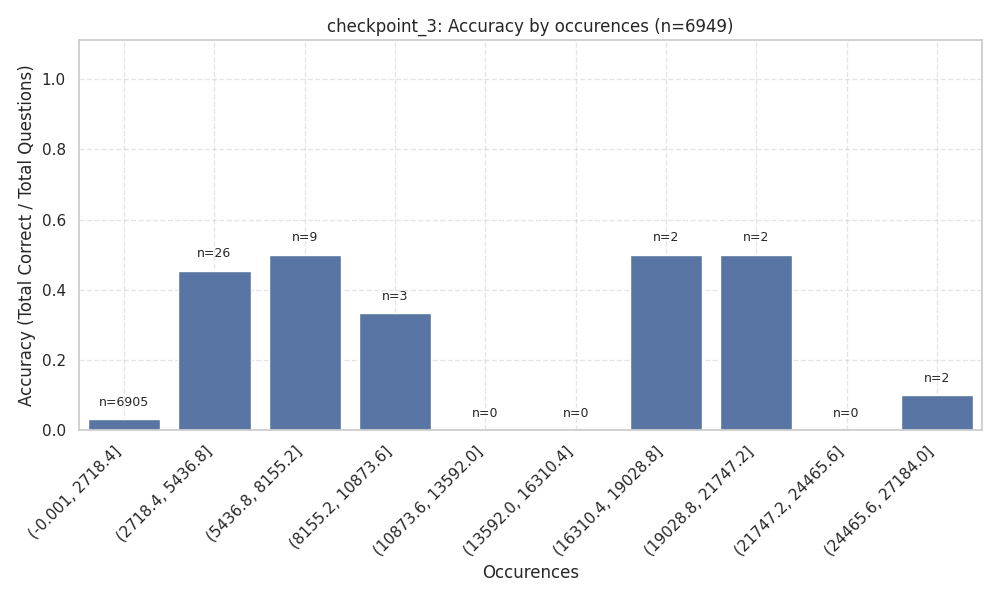 checkpoint_3: Accuracy by occurences (n=6949)
Accuracy (Total Correct / Total Questions)
1.0
0.8
0.6
0.4
0.2
0.0
n=6905
n=26
n=9
n=3
n=0
n=0
n=2
n=2
n=0
n=2
(-0.001, 2718.4]
(2718.4, 5436.8]
(5436.8, 8155.2]
(8155.2, 10873.6]
(10873.6, 13592.0]
(13592.0, 16310.4]
(16310.4, 19028.8]
(19028.8, 21747.2]
(21747.2, 24465.6]
(24465.6, 27184.0]
Occurences